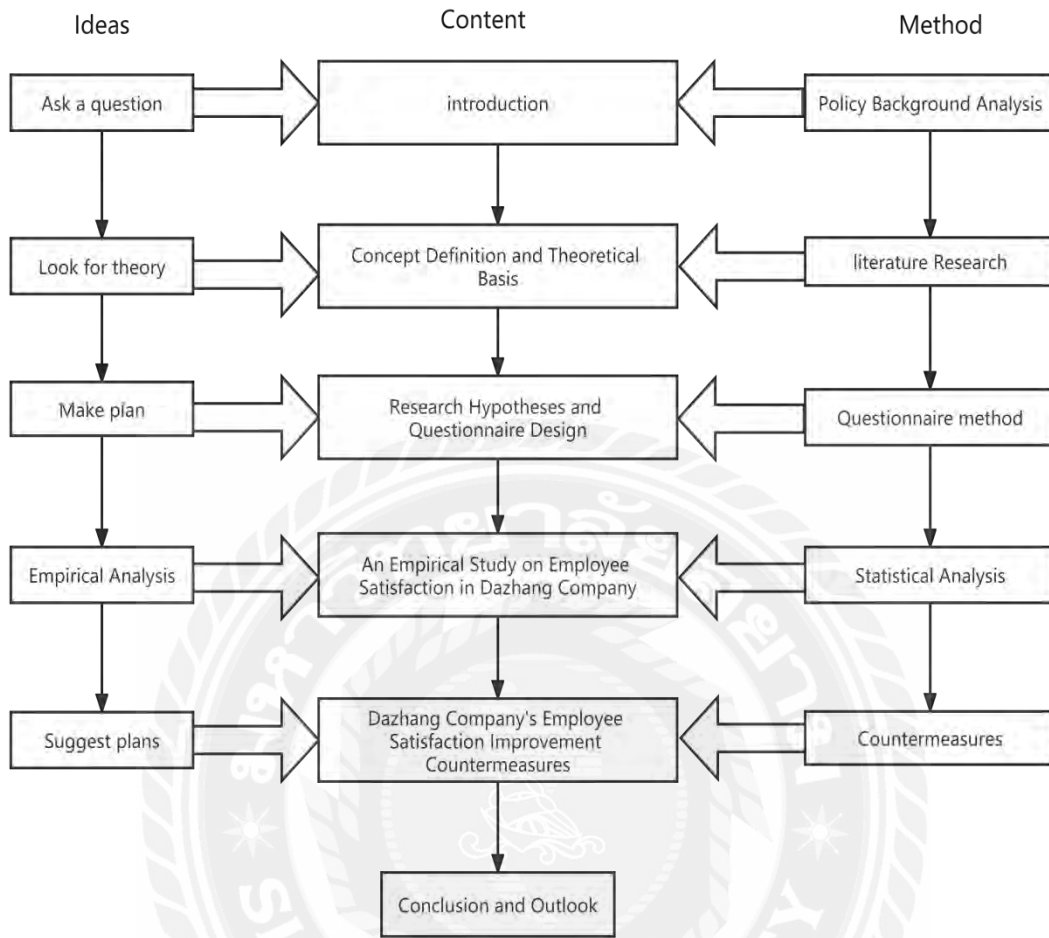 Ideas
Content
Method
Ask a question
introduction
Policy Background Analysis
Look for theory
Concept Definition and Theoretical
Basis
literature Research
Make plan
Research Hypotheses and
Questionnaire Design
Questionnaire method
Empirical Analysis
An Empirical Study on Employee
Satisfaction in Dazhang Company
Statistical Analysis
Suggest plans
Dazhang Company's Employee
Satisfaction Improvement
Countermeasures
Countermeasures
Conclusion and Outlook